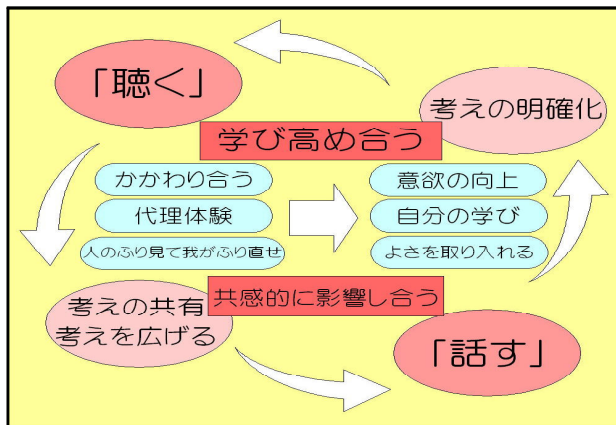 「聴く」
考えの明確化
学び高め合う
かかわり合う
意欲の向上
代理体験
自分の学び
人のふり見て我がふり直せ
よさを取り入れる
考えの共有
考えを広げる
共感的に影響し合う
「話す」